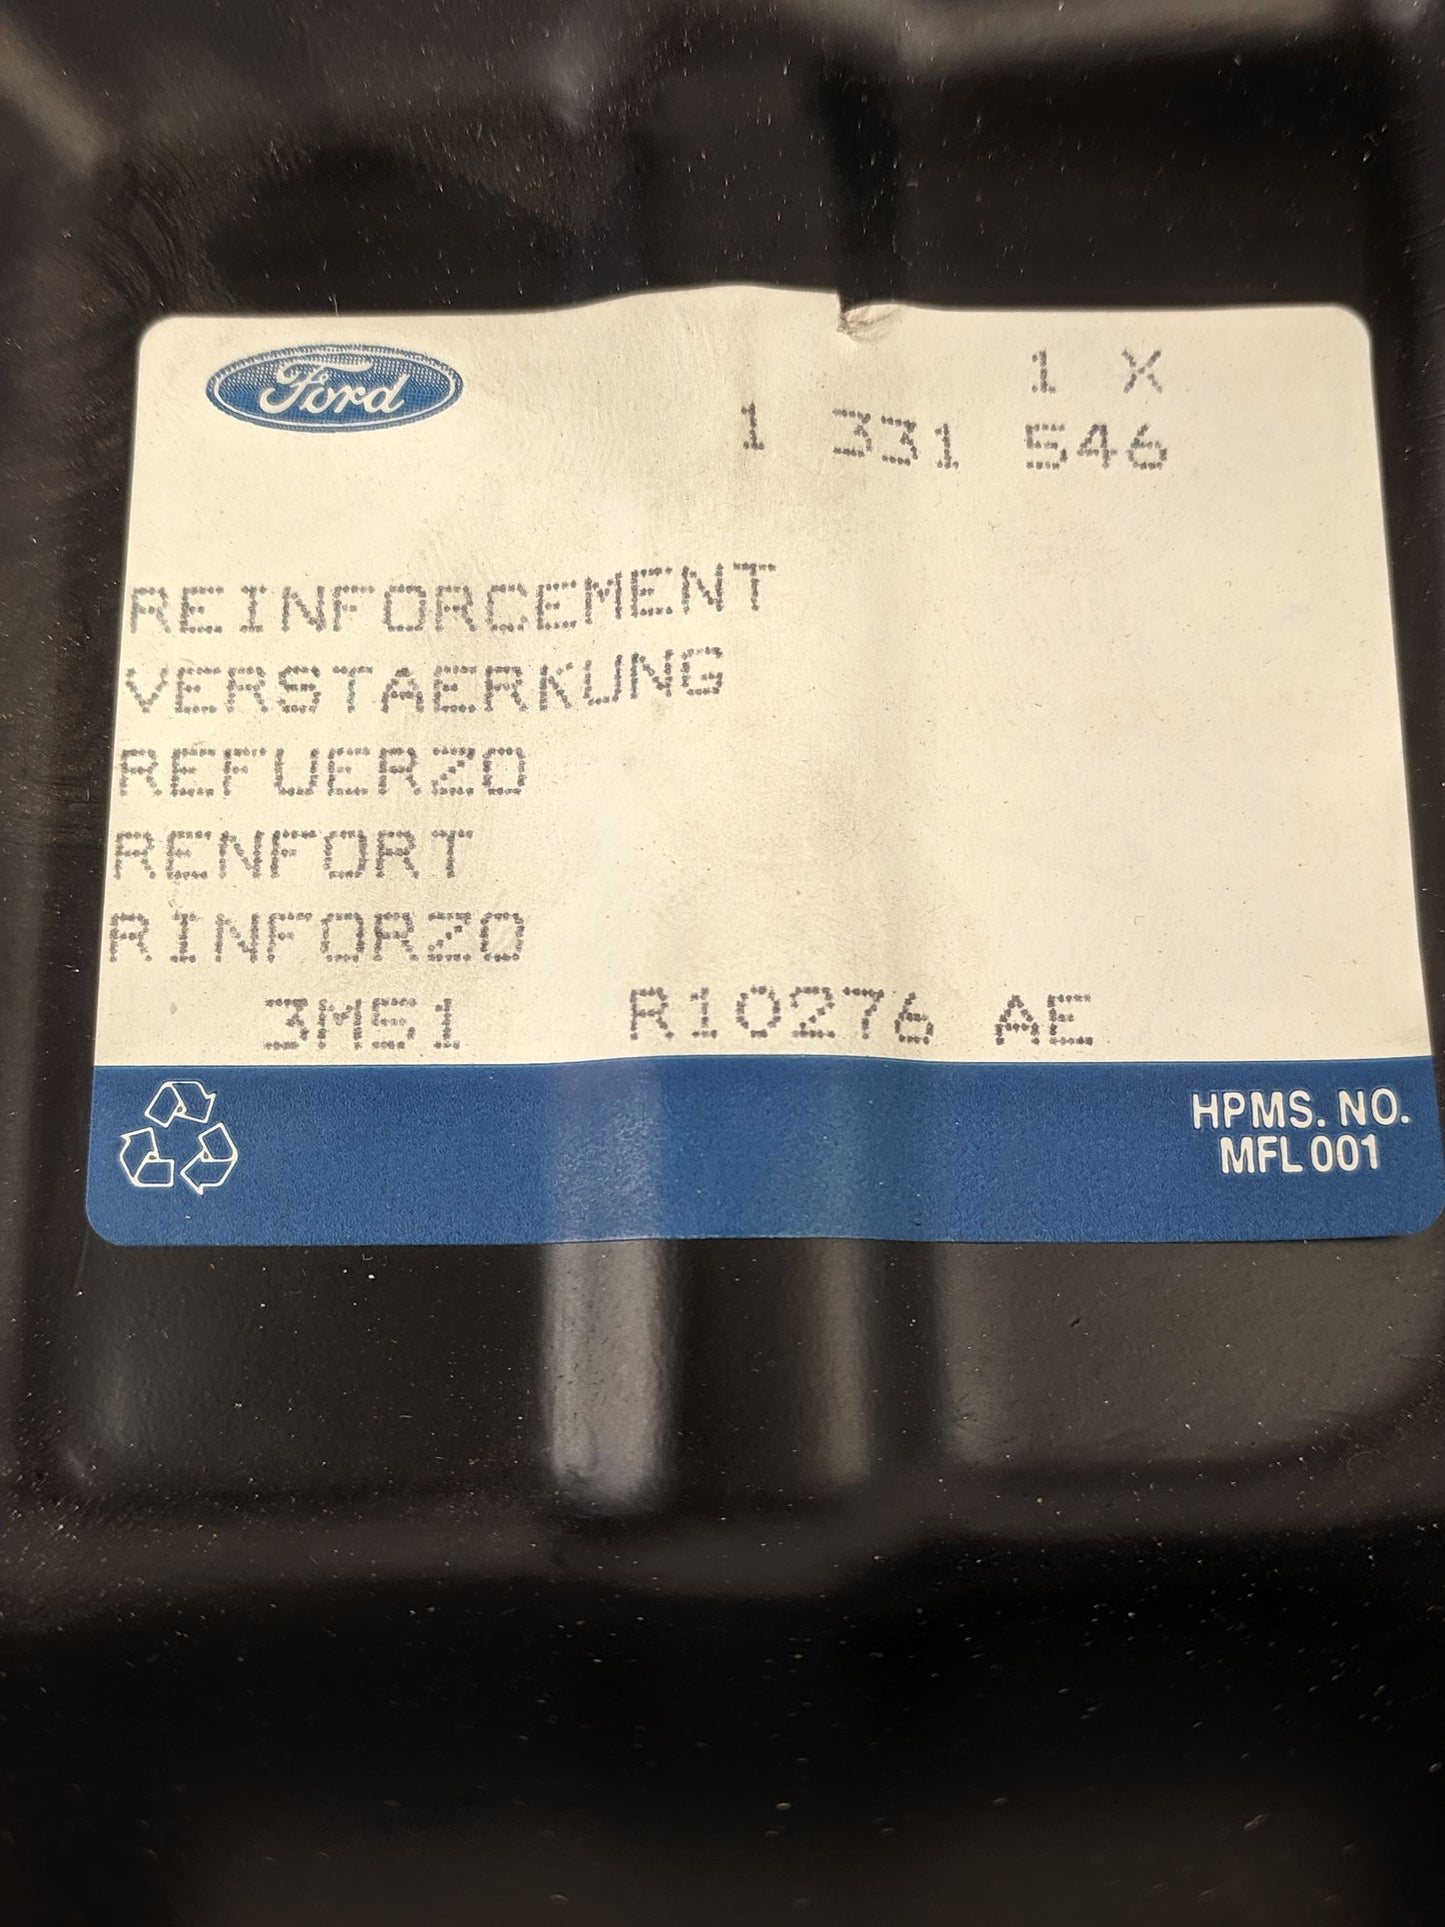 Ford
1 X
1 331 546
REINFORCEMENT
VERSTAERKUNG
REFUERZO
RENFORT
RINFORZO
3M51 R10276 AE
HPMS. NO.
MFL 001